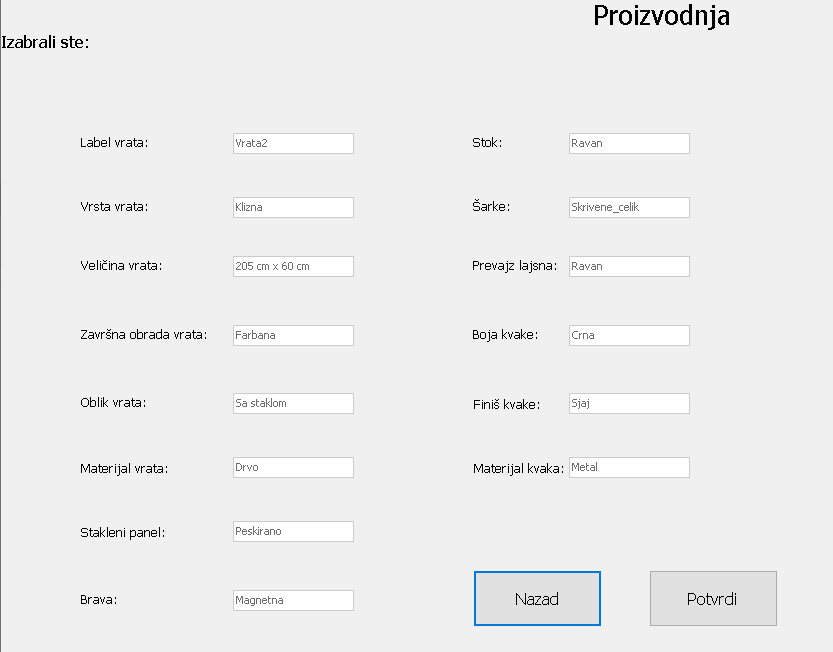 Proizvodnja
Izabrali ste:
Label vrata: Vrata2 Stok: Ravan
Vrsta vrata: Klizna Šarke: Skrivene_celik
Veličina vrata: 205 cm x 60 cm Prevajz lajsna: Ravan
Završna obrada vrata: Farbana Boja kvake: Crna
Oblik vrata: Sa staklom Finiš kvake: Sjaj
Materijal vrata: Drvo Materijal kvaka: Metal
Stakleni panel: Peskirano
Brava: Magnetna Nazad Potvrdi